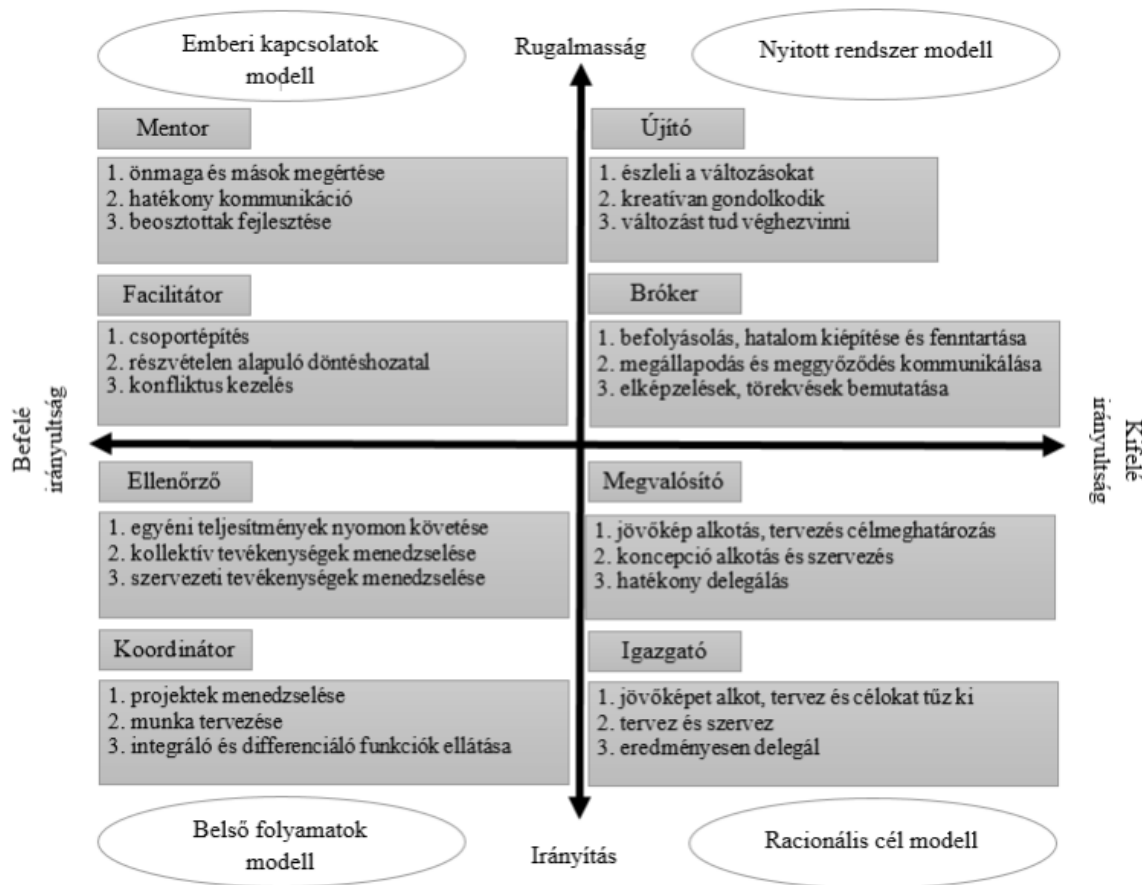 Emberi kapcsolatok
modell
Rugalmasság
Nyitott rendszer modell
Mentor
1. önmaga és mások megértése
2. hatékony kommunikáció
3. beosztottak fejlesztése
Újító
1. észleli a változásokat
2. kreatívan gondolkodik
3. változást tud véghezvinni
Facilitátor
1. csoportépítés
2. részvételen alapuló döntéshozatal
3. konfliktus kezelés
Bróker
1. befolyásolás, hatalom kiépítése és fenntartása
2. megállapodás és meggyőződés kommunikálása
3. elképzelések, törekvések bemutatása
Befelé
irányultság
Kifelé
irányultság
Ellenőrző
1. egyéni teljesítmények nyomon követése
2. kollektív tevékenységek menedzselése
3. szervezeti tevékenységek menedzselése
Megvalósító
1. jövőkép alkotás, tervezés célmeghatározás
2. koncepció alkotás és szervezés
3. hatékony delegálás
Koordinátor
1. projektek menedzselése
2. munka tervezése
3. integráló és differenciáló funkciók ellátása
Igazgató
1. jövőképet alkot, tervez és célokat tűz ki
2. tervez és szervez
3. eredményesen delegál
Belső folyamatok
modell
Irányítás
Racionális cél modell